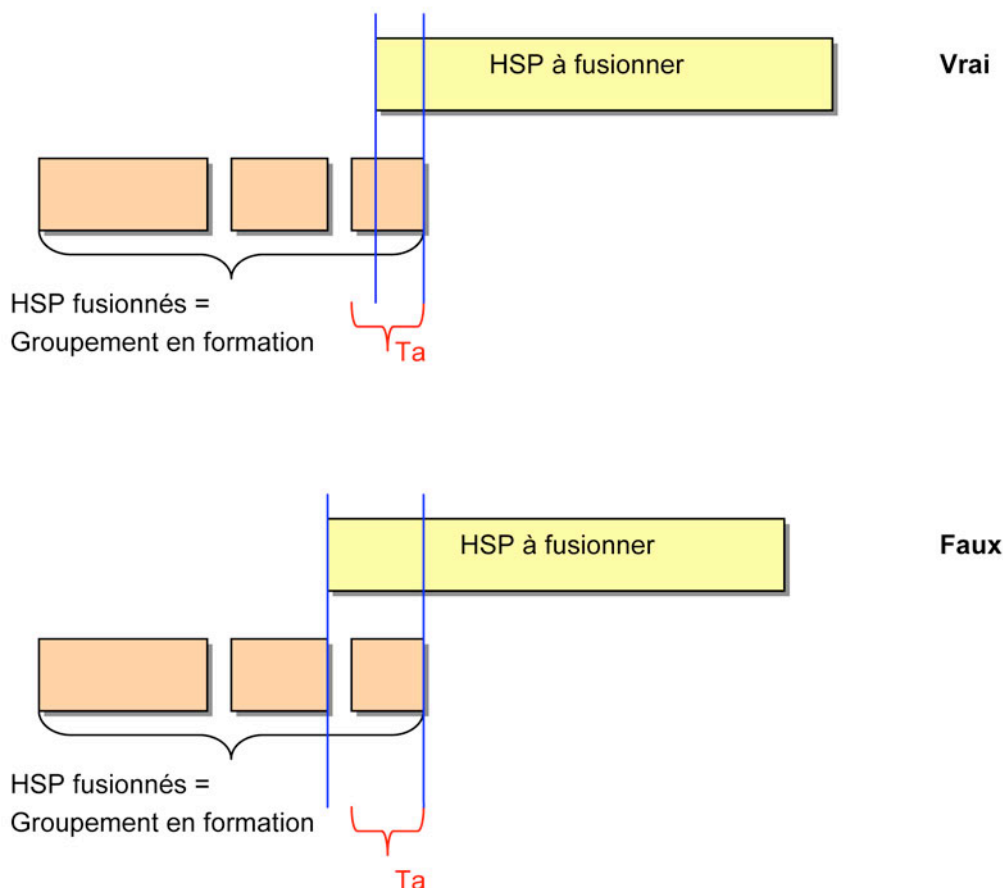 HSP à fusionner
Vrai
HSP fusionnés =
Groupement en formation
Ta
HSP à fusionner
Faux
HSP fusionnés =
Groupement en formation
Ta